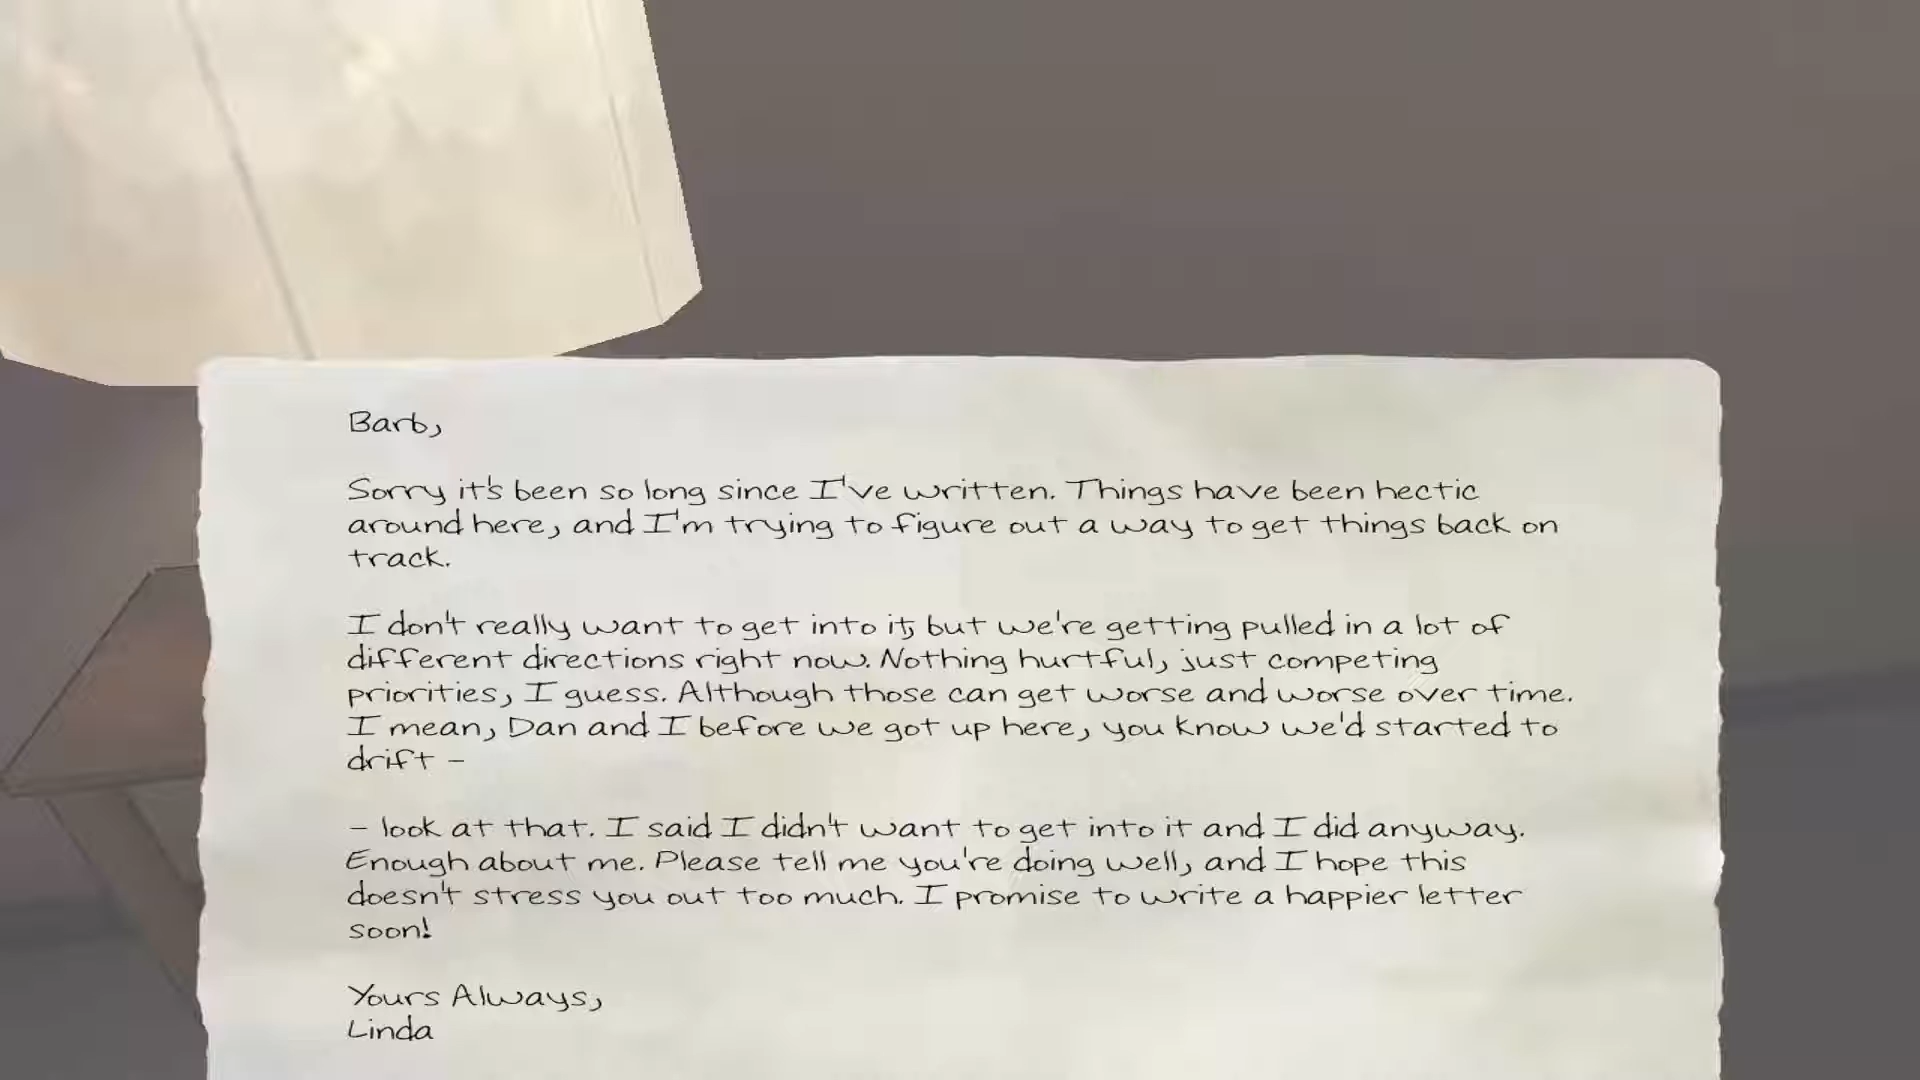 Barb,
Sorry it's been so long since I've written. Things have been hectic
around here, and I'm trying to figure out a way to get things back on
track.
I don't really want to get into it, but we're getting pulled in a lot of
different directions right now. Nothing hurtful, just competing
priorities, I guess. Although those can get worse and worse over time.
I mean, Dan and I before we got up here, you know we'd started to
drift -
- look at that. I said I didn't want to get into it and I did anyway.
Enough about me. Please tell me you're doing well, and I hope this
doesn't stress you out too much. I promise to write a happier letter
soon!
Yours Always,
Linda